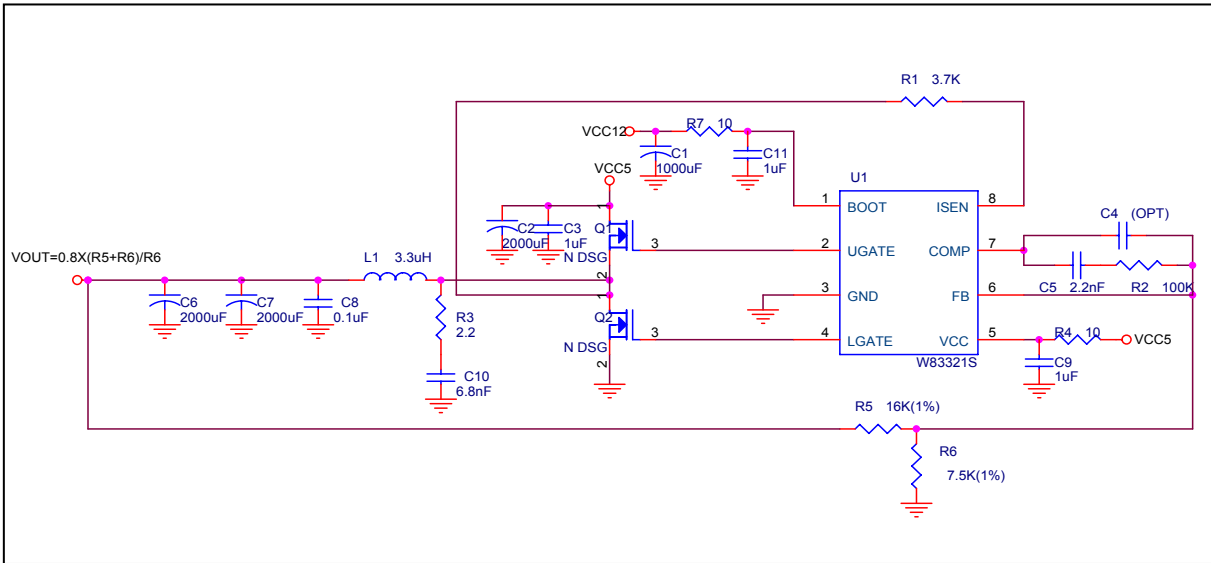 R1 3.7K
VCC12
R7 10
C1
1000uF
C11
1uF
VCC5
U1
1 BOOT ISEN 8
C4 (OPT)
C2
2000uF
C3
1uF
1
Q1
3
2 UGATE COMP 7
N DSG
2
VOUT=0.8X(R5+R6)/R6
L1 3.3uH
C5 2.2nF R2 100K
3 GND FB 6
C6
2000uF
C7
2000uF
C8
0.1uF
R3
2.2
1
Q2
3
4 LGATE VCC 5
R4 10
VCC5
N DSG
2
W83321S
C9
1uF
C10
6.8nF
R5 16K(1%)
R6
7.5K(1%)